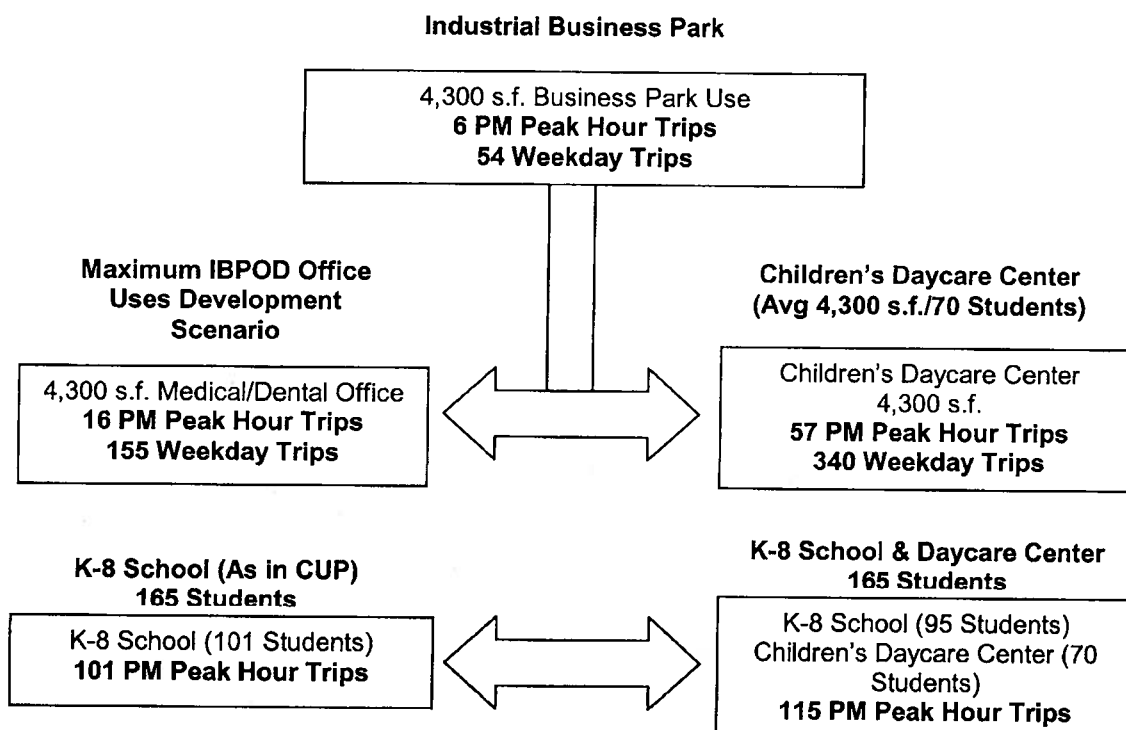 Industrial Business Park
4,300 s.f. Business Park Use
6 PM Peak Hour Trips
54 Weekday Trips
Maximum IBPOD Office
Uses Development
Scenario
4,300 s.f. Medical/Dental Office
16 PM Peak Hour Trips
155 Weekday Trips
Children's Daycare Center
(Avg 4,300 s.f./70 Students)
Children's Daycare Center
4,300 s.f.
57 PM Peak Hour Trips
340 Weekday Trips
K-8 School (As in CUP)
165 Students
K-8 School (101 Students)
101 PM Peak Hour Trips
K-8 School & Daycare Center
165 Students
K-8 School (95 Students)
Children's Daycare Center (70
Students)
115 PM Peak Hour Trips